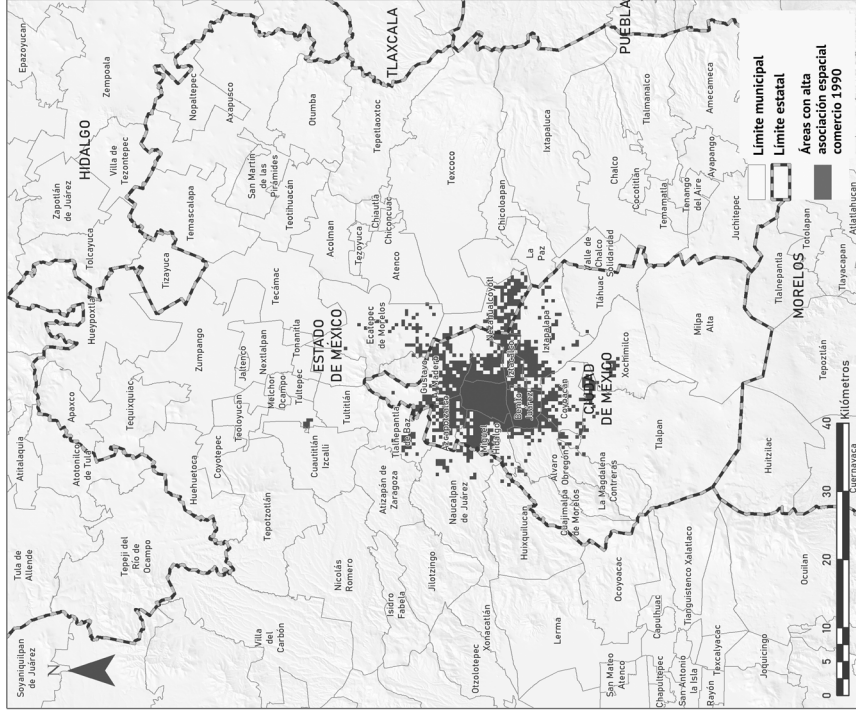 Soyaniquilpan
de Juárez
Tula de
Allende
Atitalaquia
Epazoyucan
N
Apaxco
Atotonilco
de Tula
Zapotlán
de Juárez
HIDALGO
Tolcayuca
Hueypoxtla
Zempoala
Villa de
Tezontepec
Tepeji del
Río de
Ocampo
Tequixquiac
Tizayuca
Nopaltepec
Huehuetoca
Zumpango
Temascalapa
Coyotepec
Axapusco
Teoloyucan
Jaltenco
Villa
del
Carbón
Tepotzotlán
Nextlalpan
Tecámac
San Martín
de las
Pirámides
Melchor
Ocampo
Teotihuacán
Tonanitla
Tultepec
Otumba
Cuautitlán
Izcalli
ESTADO
DE MÉXICO
Acolman
Nicolás
Romero
Tultitlán
Tezoyuca
Ecatepec
de Morelos
Chiautla
Chiconcuac
Tepetlaoxtoc
TLAXCALA
Atizapán de
Zaragoza
Tlalnepantla
de Baz
Atenco
Isidro
Fabela
Jilotzingo
Gustavo A.
Madero
Azcapotzalco
Texcoco
Naucalpan
de Juárez
Otzolotepec
Xonacatlán
Miguel
Hidalgo
Nezahualcóyotl
Chicoloapan
Huixquilucan
Benito
Juárez
Iztacalco
La
Paz
Iztapalapa
Ixtapaluca
Lerma
Álvaro
Obregón
Coyoacán
Cuajimalpa
de Morelos
Valle de
Chalco
Solidaridad
Tláhuac
CIUDAD
DE MÉXICO
La Magdalena
Contreras
San Mateo
Atenco
Ocoyoacac
Xochimilco
Chalco
PUEBLA
Cocotitlán
Tlalmanalco
Capulhuac
Chapultepec
Tlalpan
Temamatla
San Antonio
la Isla
Tianguistenco
Xalatlaco
Milpa
Alta
Tenango
del Aire
Ayapango
Amecameca
Rayón
Texcalyacac
Juchitepec
Joquicingo
Huitzilac
Tlalnepantla
MORELOS
Totolapan
Ocuilan
Tepoztlán
Tlayacapan
Cuernavaca
Atlatlahucan
0 5 10 20 30 40
Kilómetros
Límite municipal
Límite estatal
Áreas con alta
asociación espacial
comercio 1990